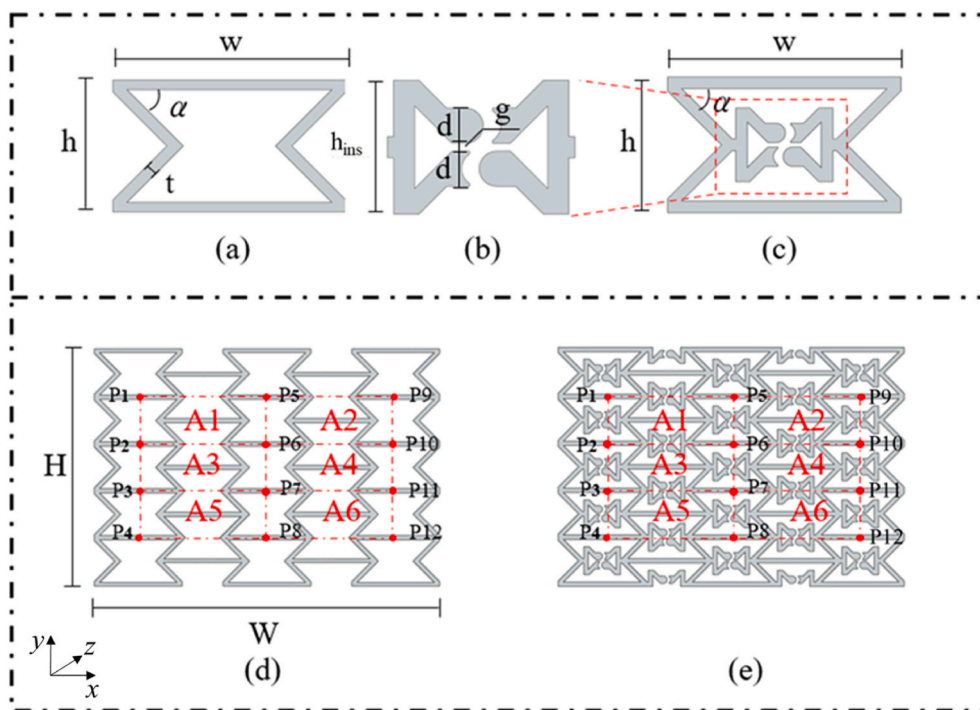 w
w
α
h
t
(a)
h_ins
d
g
d
(b)
α
h
(c)
P1 P5 P9
A1 A2
P2 P6 P10
H
A3 A4
P3 P7 P11
A5 A6
P4 P8 P12
W
(d)
P1 P5 P9
A1 A2
P2 P6 P10
A3 A4
P3 P7 P11
A5 A6
P4 P8 P12
(e)
y
z
x